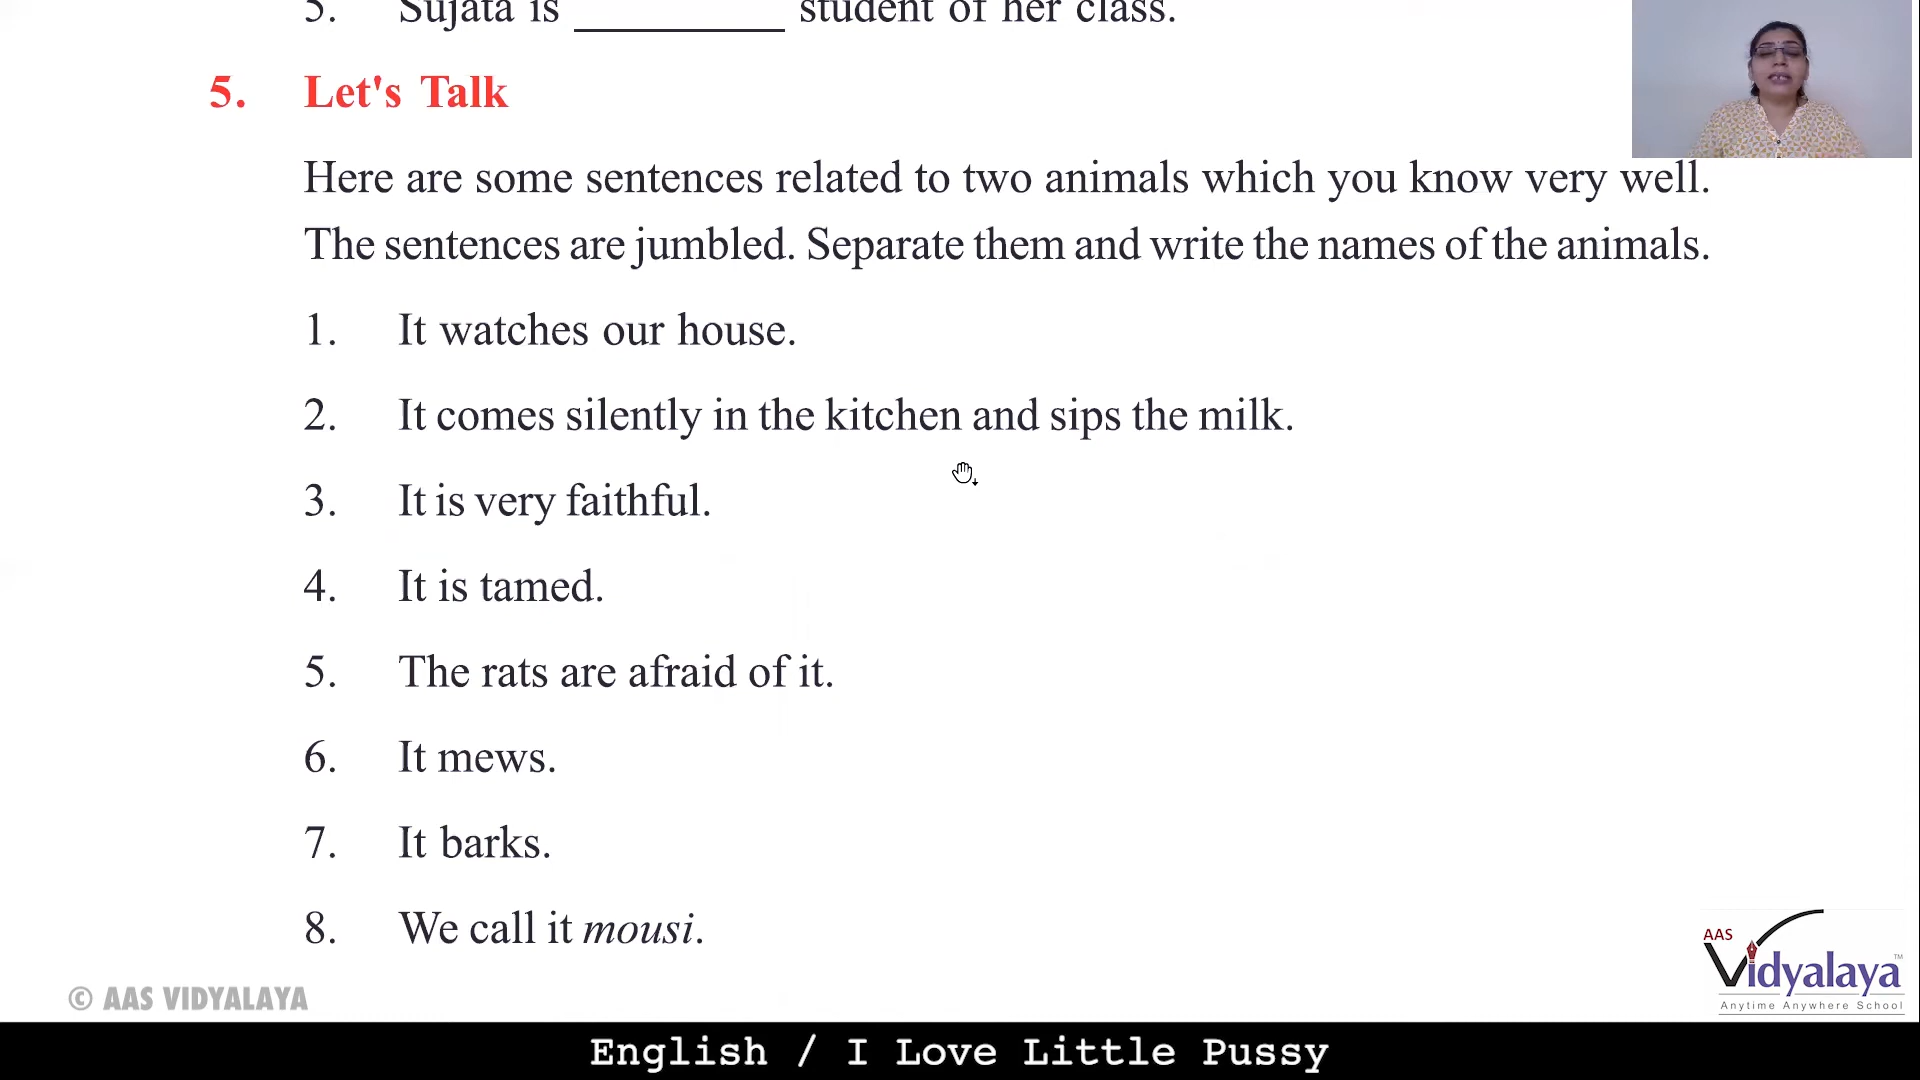 5. Sujata is __________ student of her class.
5. Let's Talk
Here are some sentences related to two animals which you know very well.
The sentences are jumbled. Separate them and write the names of the animals.
1. It watches our house.
2. It comes silently in the kitchen and sips the milk.
3. It is very faithful.
4. It is tamed.
5. The rats are afraid of it.
6. It mews.
7. It barks.
8. We call it mousi.
AAS
Vidyalaya™
Anytime Anywhere School
© AAS VIDYALAYA
English / I Love Little Pussy